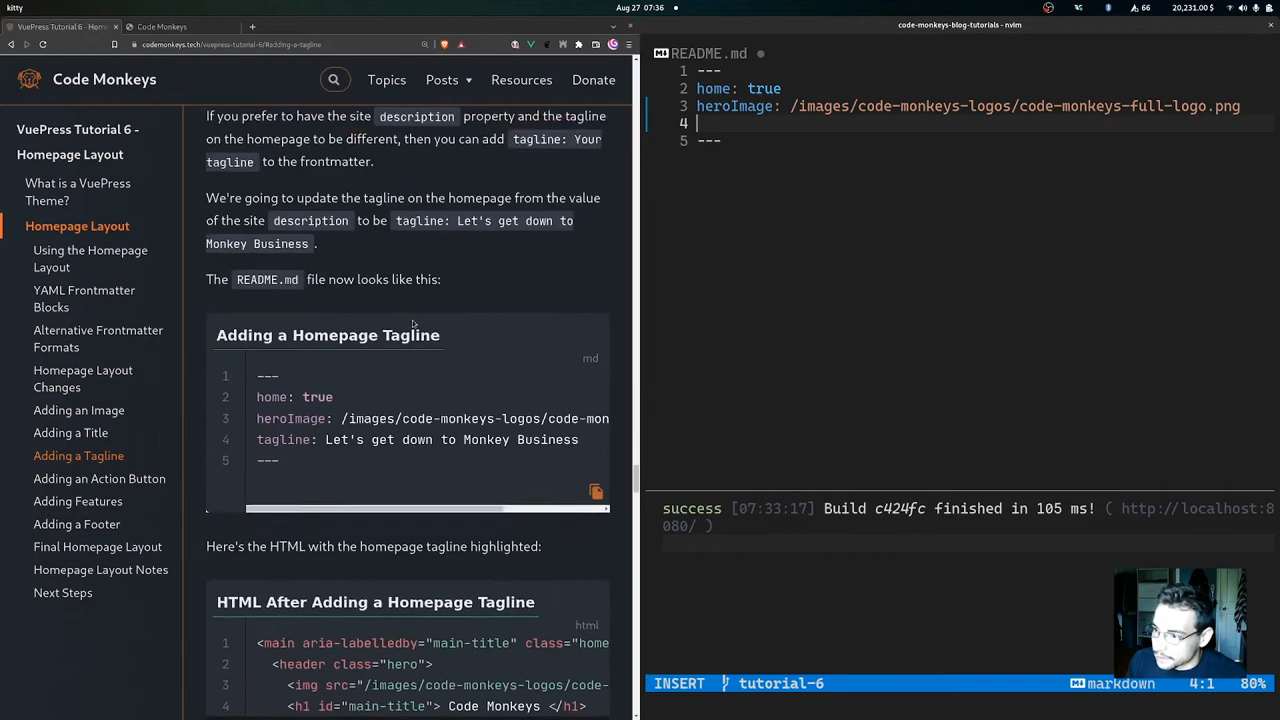 kitty
Aug 27 07:36
66
20,231.00
VuePress Tutorial 6 - Home
Code Monkeys
codemonkeys.tech/vuepress-tutorial-6/#adding-a-tagline
Code Monkeys
Topics
Posts
Resources
Donate
VuePress Tutorial 6 -
Homepage Layout
What is a VuePress
Theme?
Homepage Layout
Using the Homepage
Layout
YAML Frontmatter
Blocks
Alternative Frontmatter
Formats
Homepage Layout
Changes
Adding an Image
Adding a Title
Adding a Tagline
Adding an Action Button
Adding Features
Adding a Footer
Final Homepage Layout
Homepage Layout Notes
Next Steps
If you prefer to have the site description property and the tagline
on the homepage to be different, then you can add tagline: Your
tagline to the frontmatter.
We're going to update the tagline on the homepage from the value
of the site description to be tagline: Let's get down to
Monkey Business .
The README.md file now looks like this:
Adding a Homepage Tagline
md
1 ---
2 home: true
3 heroImage: /images/code-monkeys-logos/code-mon
4 tagline: Let's get down to Monkey Business
5 ---
Here's the HTML with the homepage tagline highlighted:
HTML After Adding a Homepage Tagline
html
1 <main aria-labelledby="main-title" class="home
2 <header class="hero">
3 <img src="/images/code-monkeys-logos/code-
4 <h1 id="main-title"> Code Monkeys </h1>
code-monkeys-blog-tutorials - nvim
README.md
1 ---
2 home: true
3 heroImage: /images/code-monkeys-logos/code-monkeys-full-logo.png
4
5 ---
success [07:33:17] Build c424fc finished in 105 ms! ( http://localhost:8
080/ )
INSERT
tutorial-6
markdown
4:1
80%